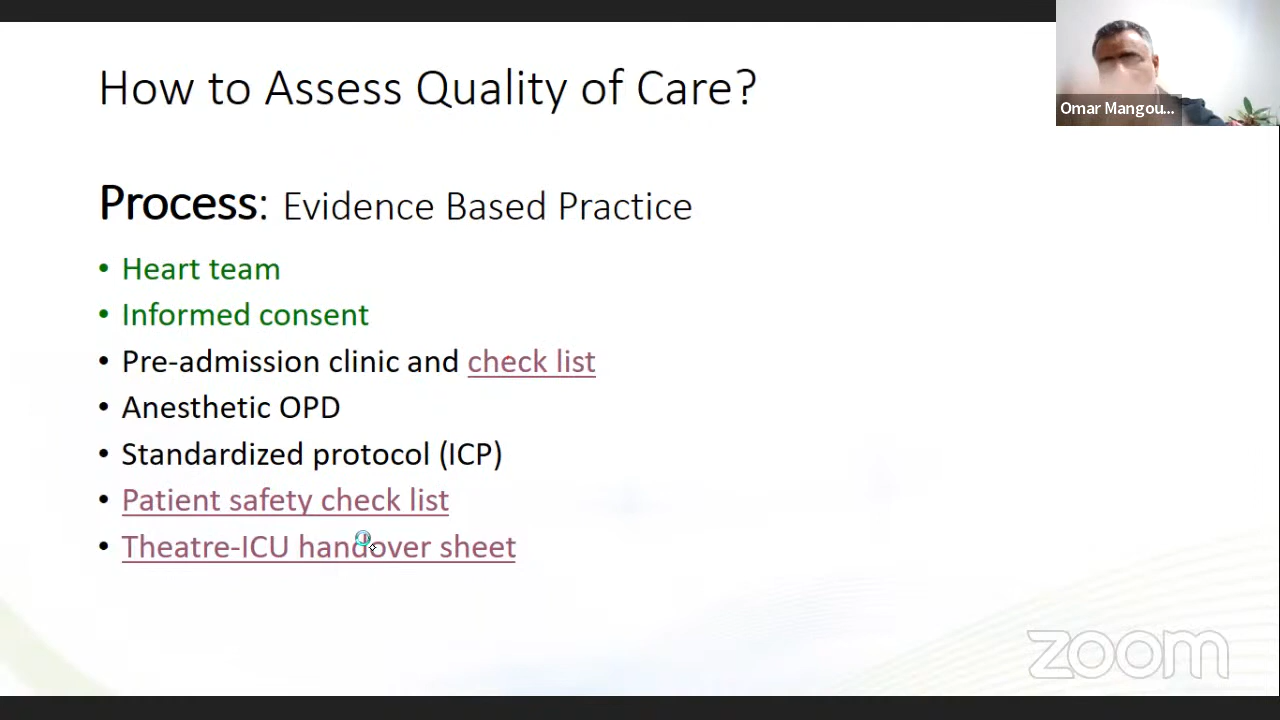 How to Assess Quality of Care?
Omar Mangou...
Process: Evidence Based Practice
• Heart team
• Informed consent
• Pre-admission clinic and check list
• Anesthetic OPD
• Standardized protocol (ICP)
• Patient safety check list
• Theatre-ICU handover sheet
zoom